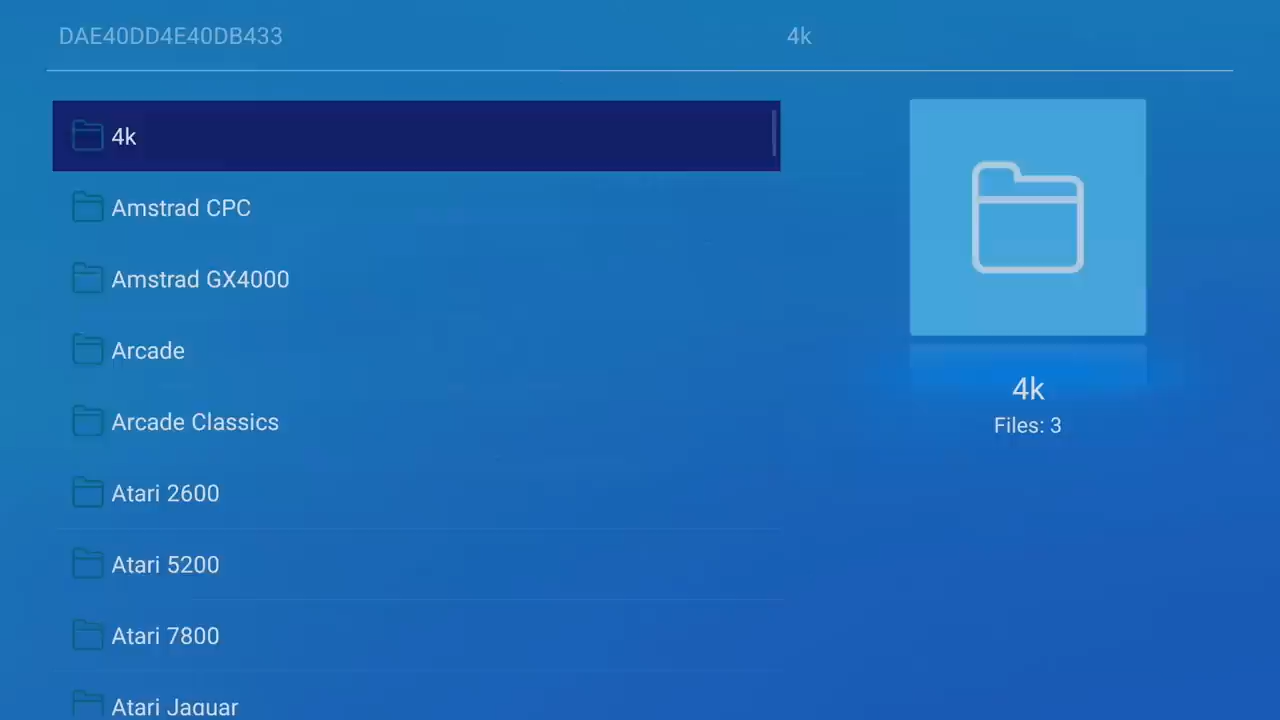 DAE40DD4E40DB433
4k
4k
Amstrad CPC
Amstrad GX4000
Arcade
Arcade Classics
Atari 2600
Atari 5200
Atari 7800
Atari Jaguar
4k
Files: 3